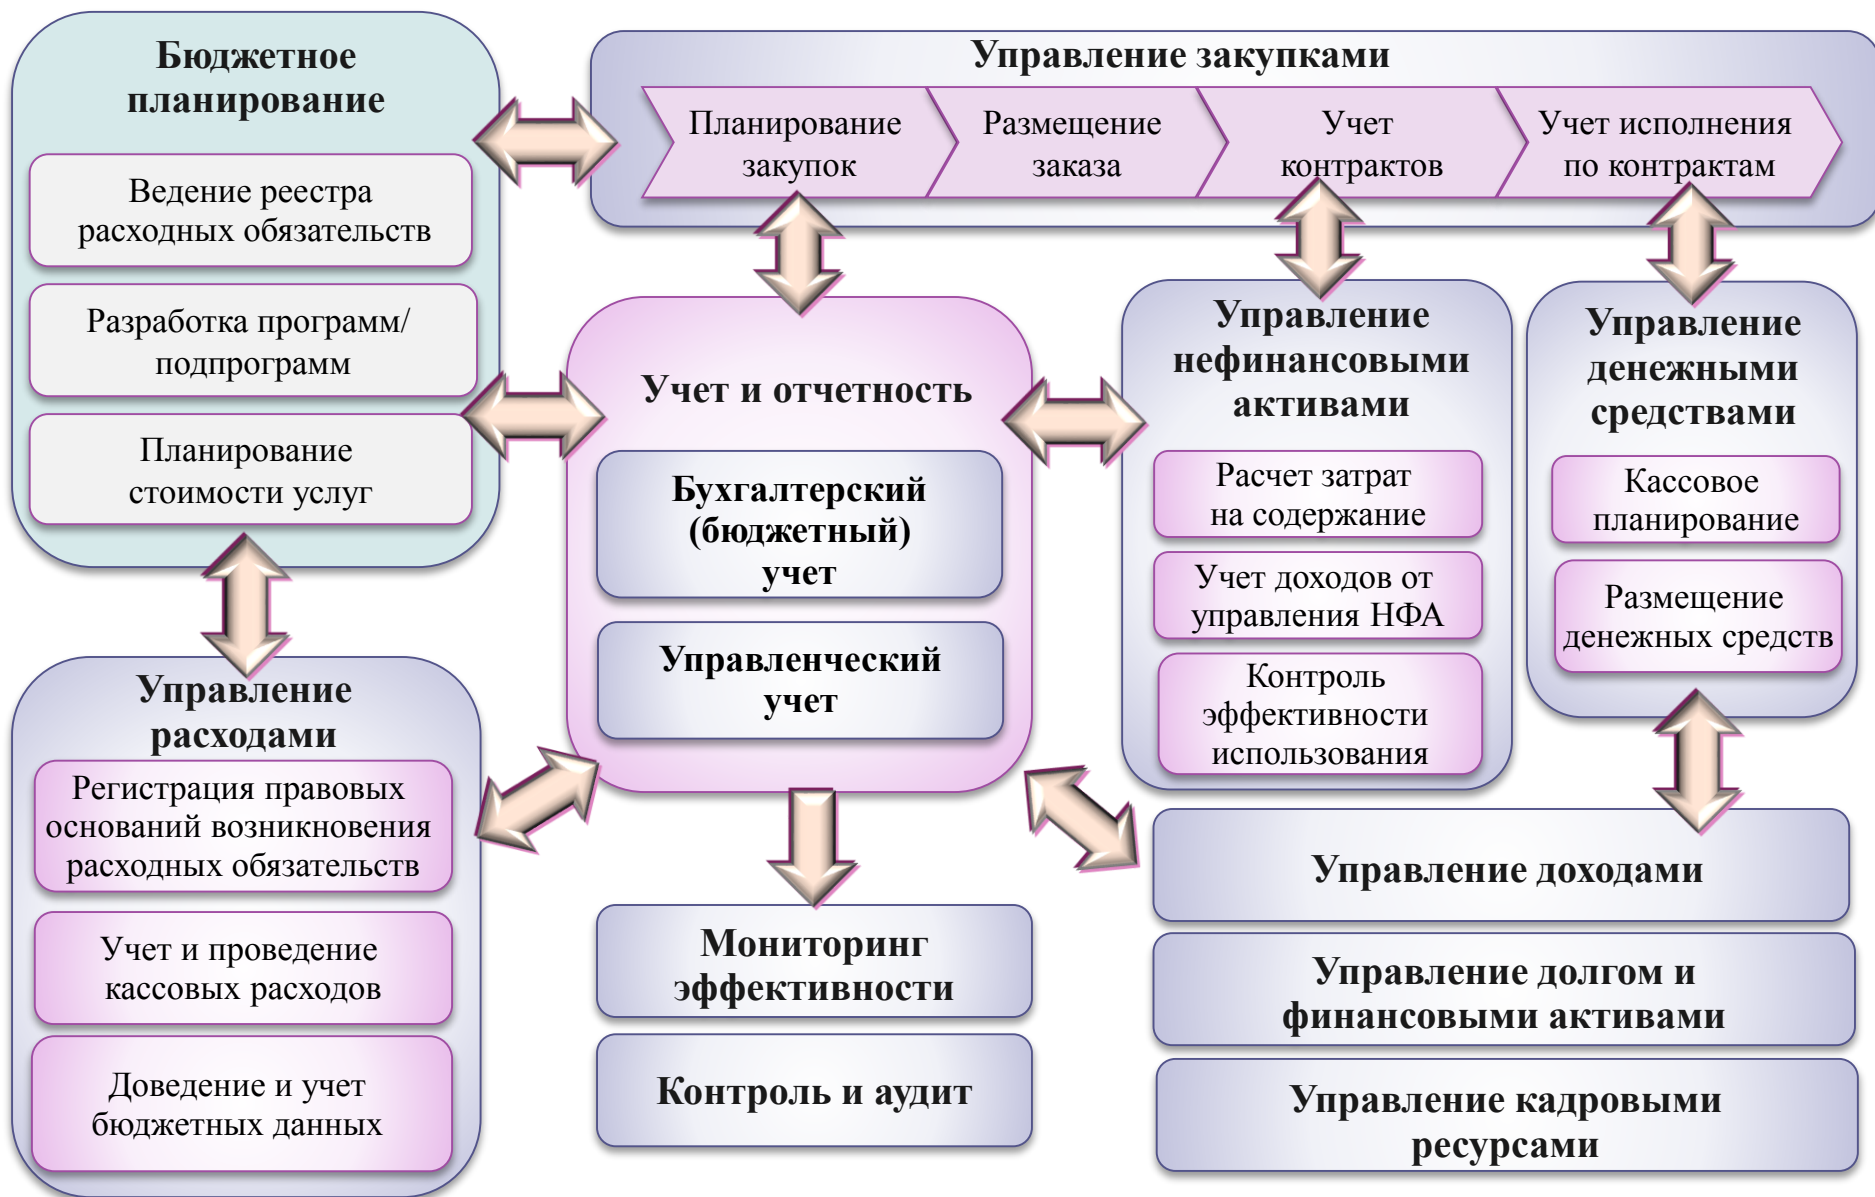 Бюджетное
планирование
Ведение реестра
расходных обязательств
Разработка программ/
подпрограмм
Планирование
стоимости услуг
Управление закупками
Планирование
закупок
Размещение
заказа
Учет
контрактов
Учет исполнения
по контрактам
Учет и отчетность
Бухгалтерский
(бюджетный)
учет
Управленческий
учет
Управление
нефинансовыми
активами
Расчет затрат
на содержание
Учет доходов от
управления НФА
Контроль
эффективности
использования
Управление
денежными
средствами
Кассовое
планирование
Размещение
денежных средств
Управление
расходами
Регистрация правовых
оснований возникновения
расходных обязательств
Учет и проведение
кассовых расходов
Доведение и учет
бюджетных данных
Мониторинг
эффективности
Контроль и аудит
Управление доходами
Управление долгом и
финансовыми активами
Управление кадровыми
ресурсами